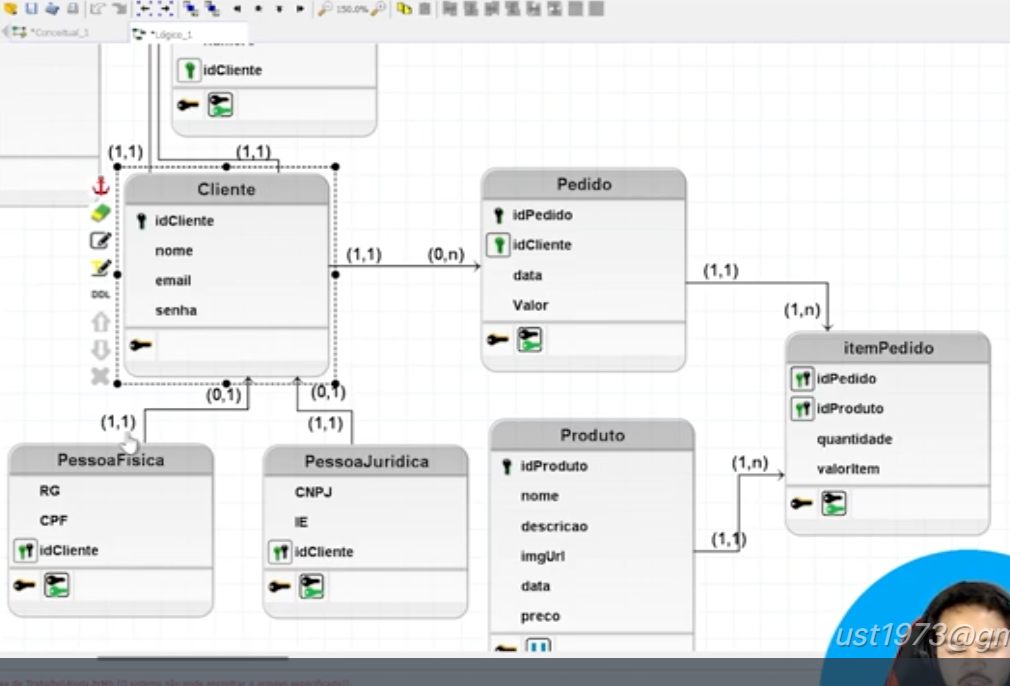 150.0%
*Conceitual_1
*Lógico_1
idCliente
(1,1)
(1,1)
Cliente
idCliente
nome
email
senha
DDL
(1,1)
(0,n)
Pedido
idPedido
idCliente
data
Valor
(1,1)
(1,n)
itemPedido
idPedido
idProduto
quantidade
valorItem
(0,1)
(0,1)
(1,1)
(1,1)
PessoaFisica
RG
CPF
idCliente
PessoaJuridica
CNPJ
IE
idCliente
Produto
idProduto
nome
descricao
imgUrl
data
preco
(1,n)
(1,1)
ust1973@gm